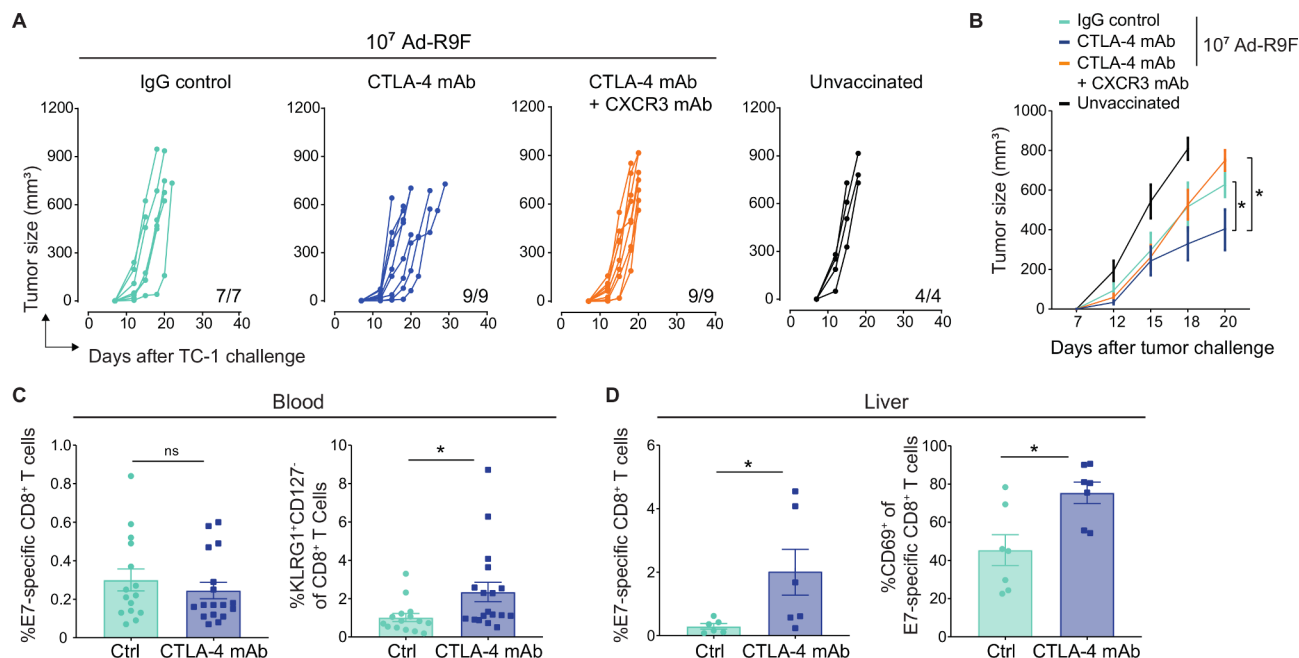 A
10⁷ Ad-R9F
IgG control
CTLA-4 mAb
CTLA-4 mAb
+ CXCR3 mAb
Unvaccinated
Tumor size (mm³)
1200
900
600
300
0
7/7
0 10 20 30 40
1200
900
600
300
0
9/9
0 10 20 30 40
1200
900
600
300
0
9/9
0 10 20 30 40
1200
900
600
300
0
4/4
0 10 20 30 40
Days after TC-1 challenge
B
IgG control
CTLA-4 mAb
CTLA-4 mAb
+ CXCR3 mAb
Unvaccinated
10⁷ Ad-R9F
Tumor size (mm³)
1000
800
600
400
200
0
*
*
7 12 15 18 20
Days after tumor challenge
C
Blood
%E7-specific CD8⁺ T cells
1.0
0.8
0.6
0.4
0.2
0
ns
Ctrl CTLA-4 mAb
%KLRG1⁺CD127⁻
of CD8⁺ T Cells
10
8
6
4
2
0
*
Ctrl CTLA-4 mAb
D
Liver
%E7-specific CD8⁺ T cells
6
4
2
0
*
Ctrl CTLA-4 mAb
%CD69⁺ of
E7-specific CD8⁺ T cells
100
80
60
40
20
0
*
Ctrl CTLA-4 mAb